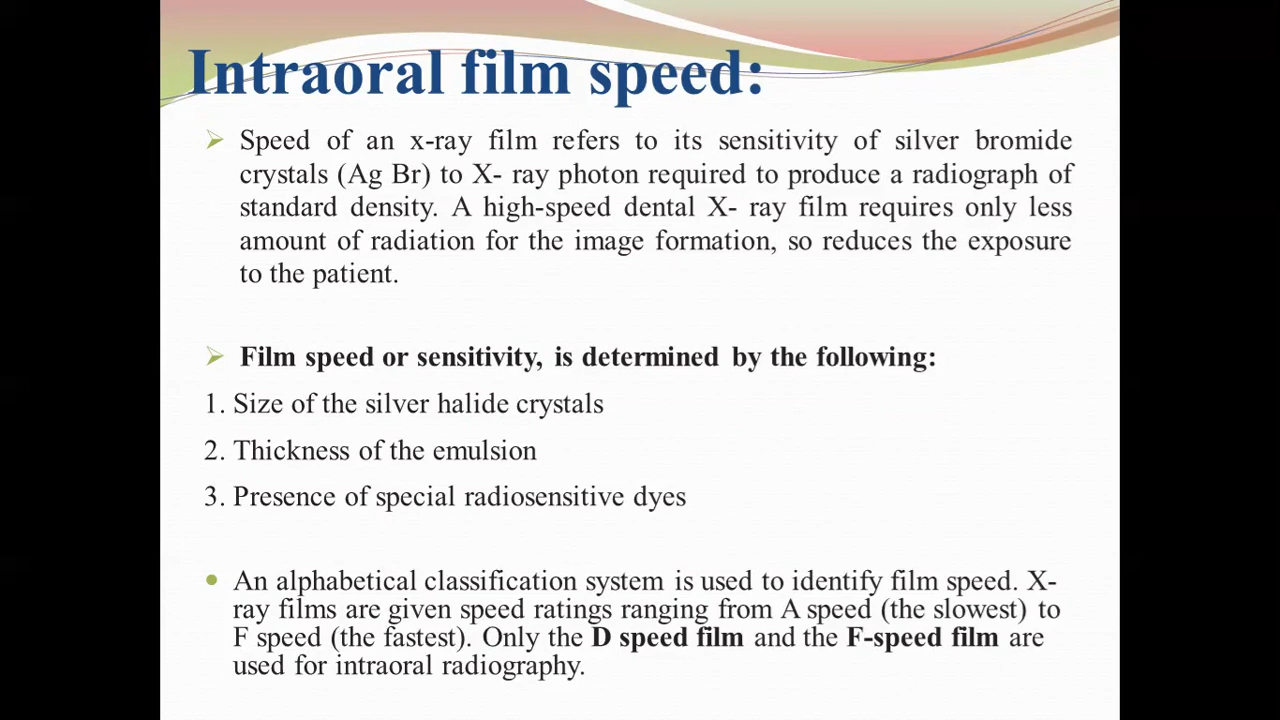 Intraoral film speed:
Speed of an x-ray film refers to its sensitivity of silver bromide
crystals (Ag Br) to X- ray photon required to produce a radiograph of
standard density. A high-speed dental X- ray film requires only less
amount of radiation for the image formation, so reduces the exposure
to the patient.
Film speed or sensitivity, is determined by the following:
1. Size of the silver halide crystals
2. Thickness of the emulsion
3. Presence of special radiosensitive dyes
An alphabetical classification system is used to identify film speed. X-
ray films are given speed ratings ranging from A speed (the slowest) to
F speed (the fastest). Only the D speed film and the F-speed film are
used for intraoral radiography.